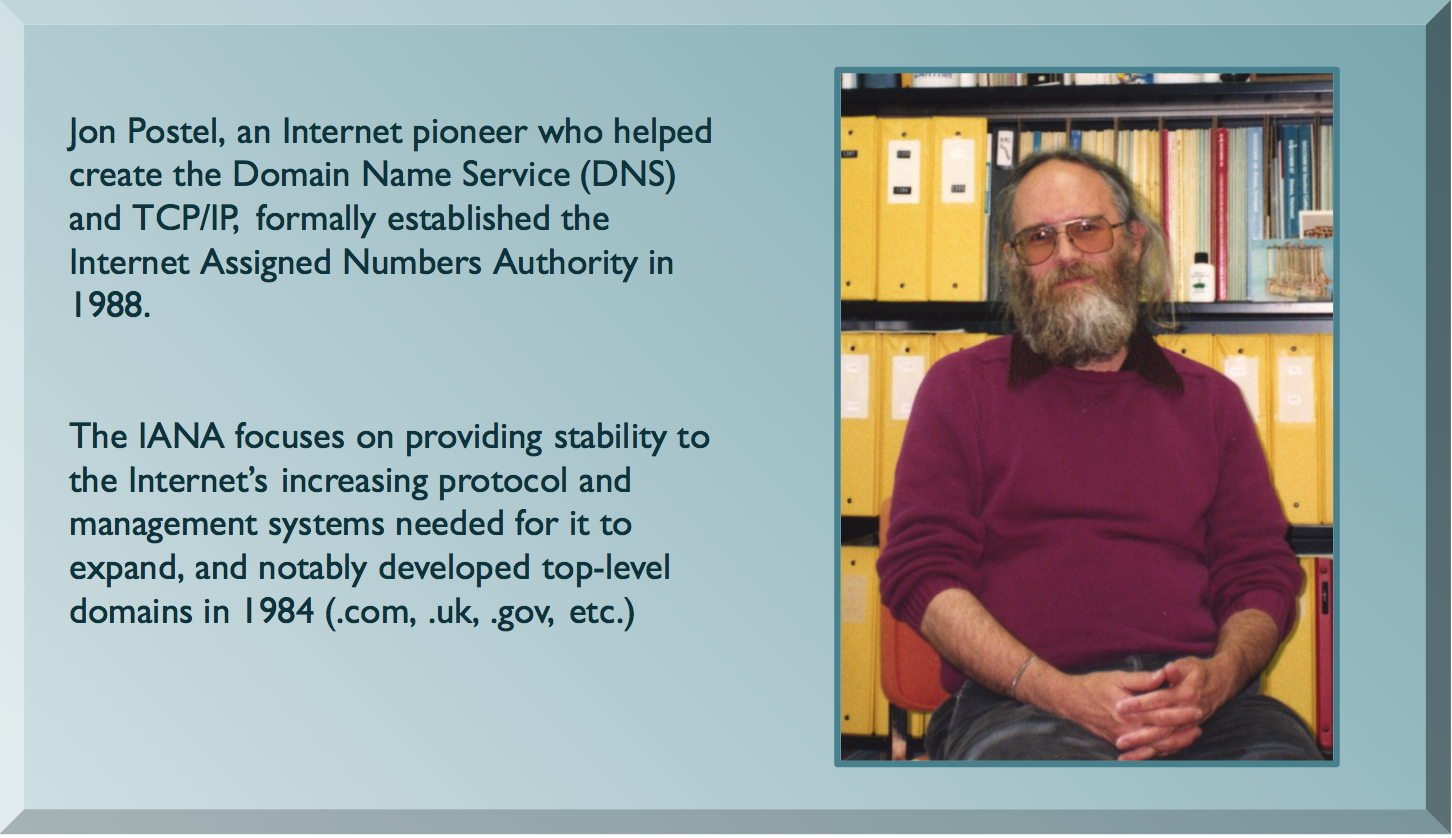 Jon Postel, an Internet pioneer who helped
create the Domain Name Service (DNS)
and TCP/IP, formally established the
Internet Assigned Numbers Authority in
1988.
The IANA focuses on providing stability to
the Internet’s increasing protocol and
management systems needed for it to
expand, and notably developed top-level
domains in 1984 (.com, .uk, .gov, etc.)